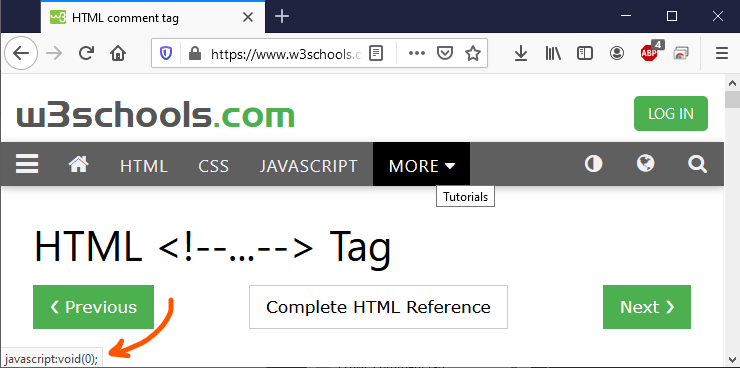 HTML comment tag
https://www.w3schools.c
ABP
4
w3schools.com
LOG IN
HTML
CSS
JAVASCRIPT
MORE
Tutorials
HTML <!--...--> Tag
❮ Previous
Complete HTML Reference
Next ❯
javascript:void(0);